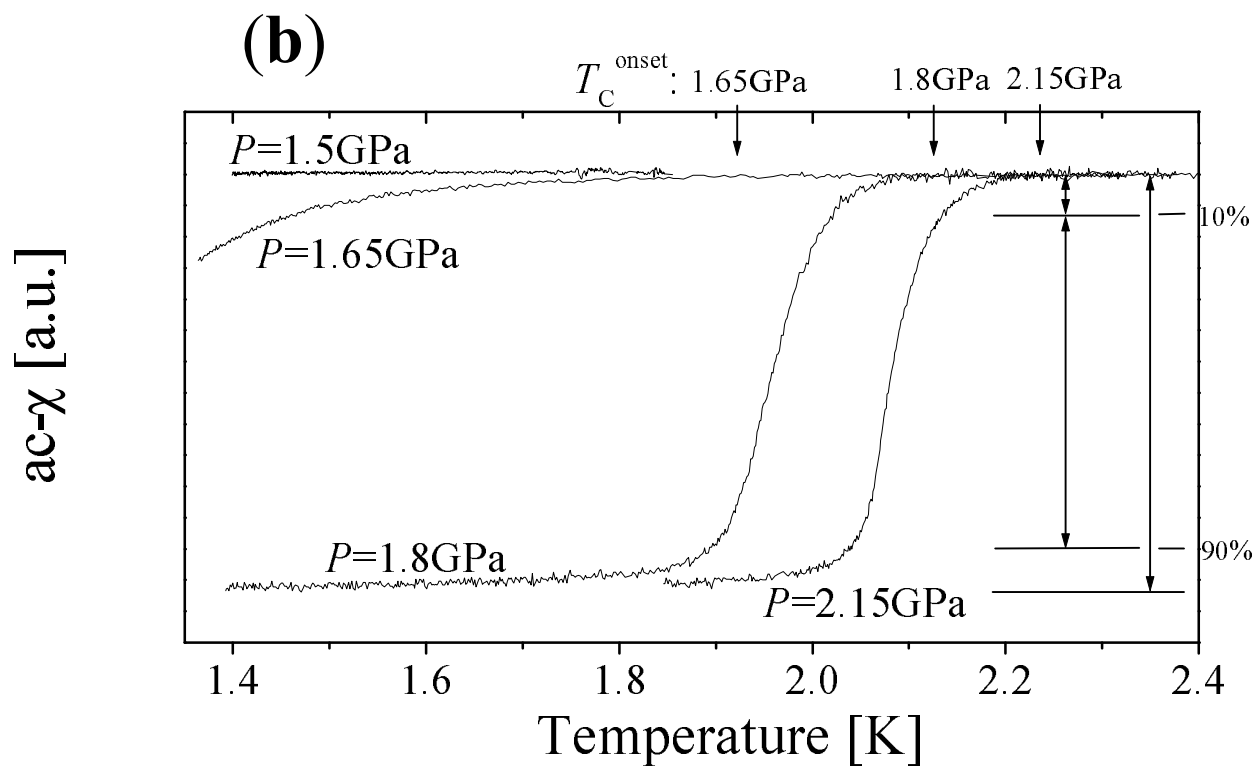 (b)
T_C^onset: 1.65GPa 1.8GPa 2.15GPa
P=1.5GPa
P=1.65GPa
10%
90%
P=1.8GPa
P=2.15GPa
ac-χ [a.u.]
1.4 1.6 1.8 2.0 2.2 2.4
Temperature [K]